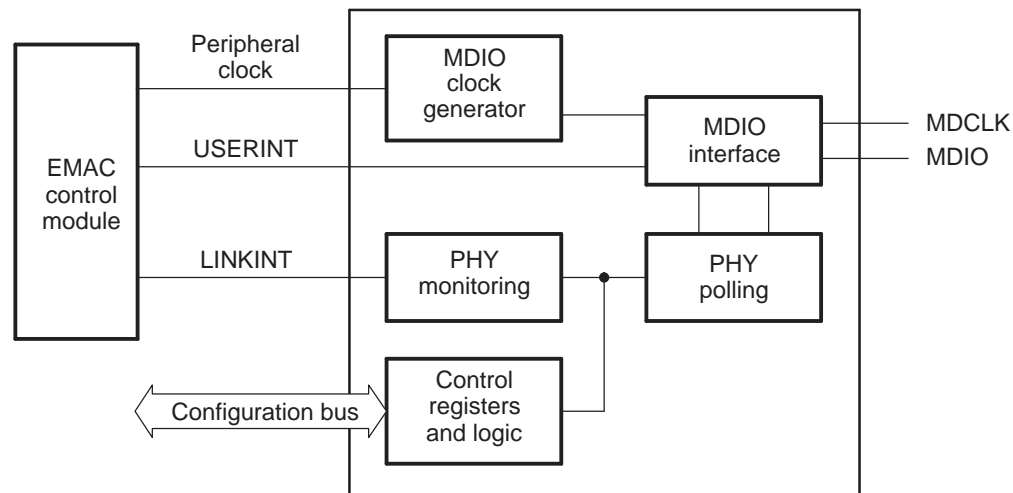 Peripheral
clock
MDIO
clock
generator
MDIO
interface
MDCLK
MDIO
USERINT
EMAC
control
module
LINKINT
PHY
monitoring
PHY
polling
Configuration bus
Control
registers
and logic